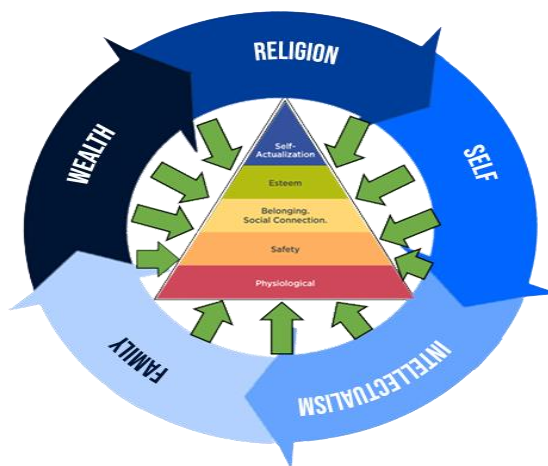 RELIGION
SELF
INTELLECTUALISM
FAMILY
WEALTH
Self-
Actualization
Esteem
Belonging.
Social Connection.
Safety
Physiological